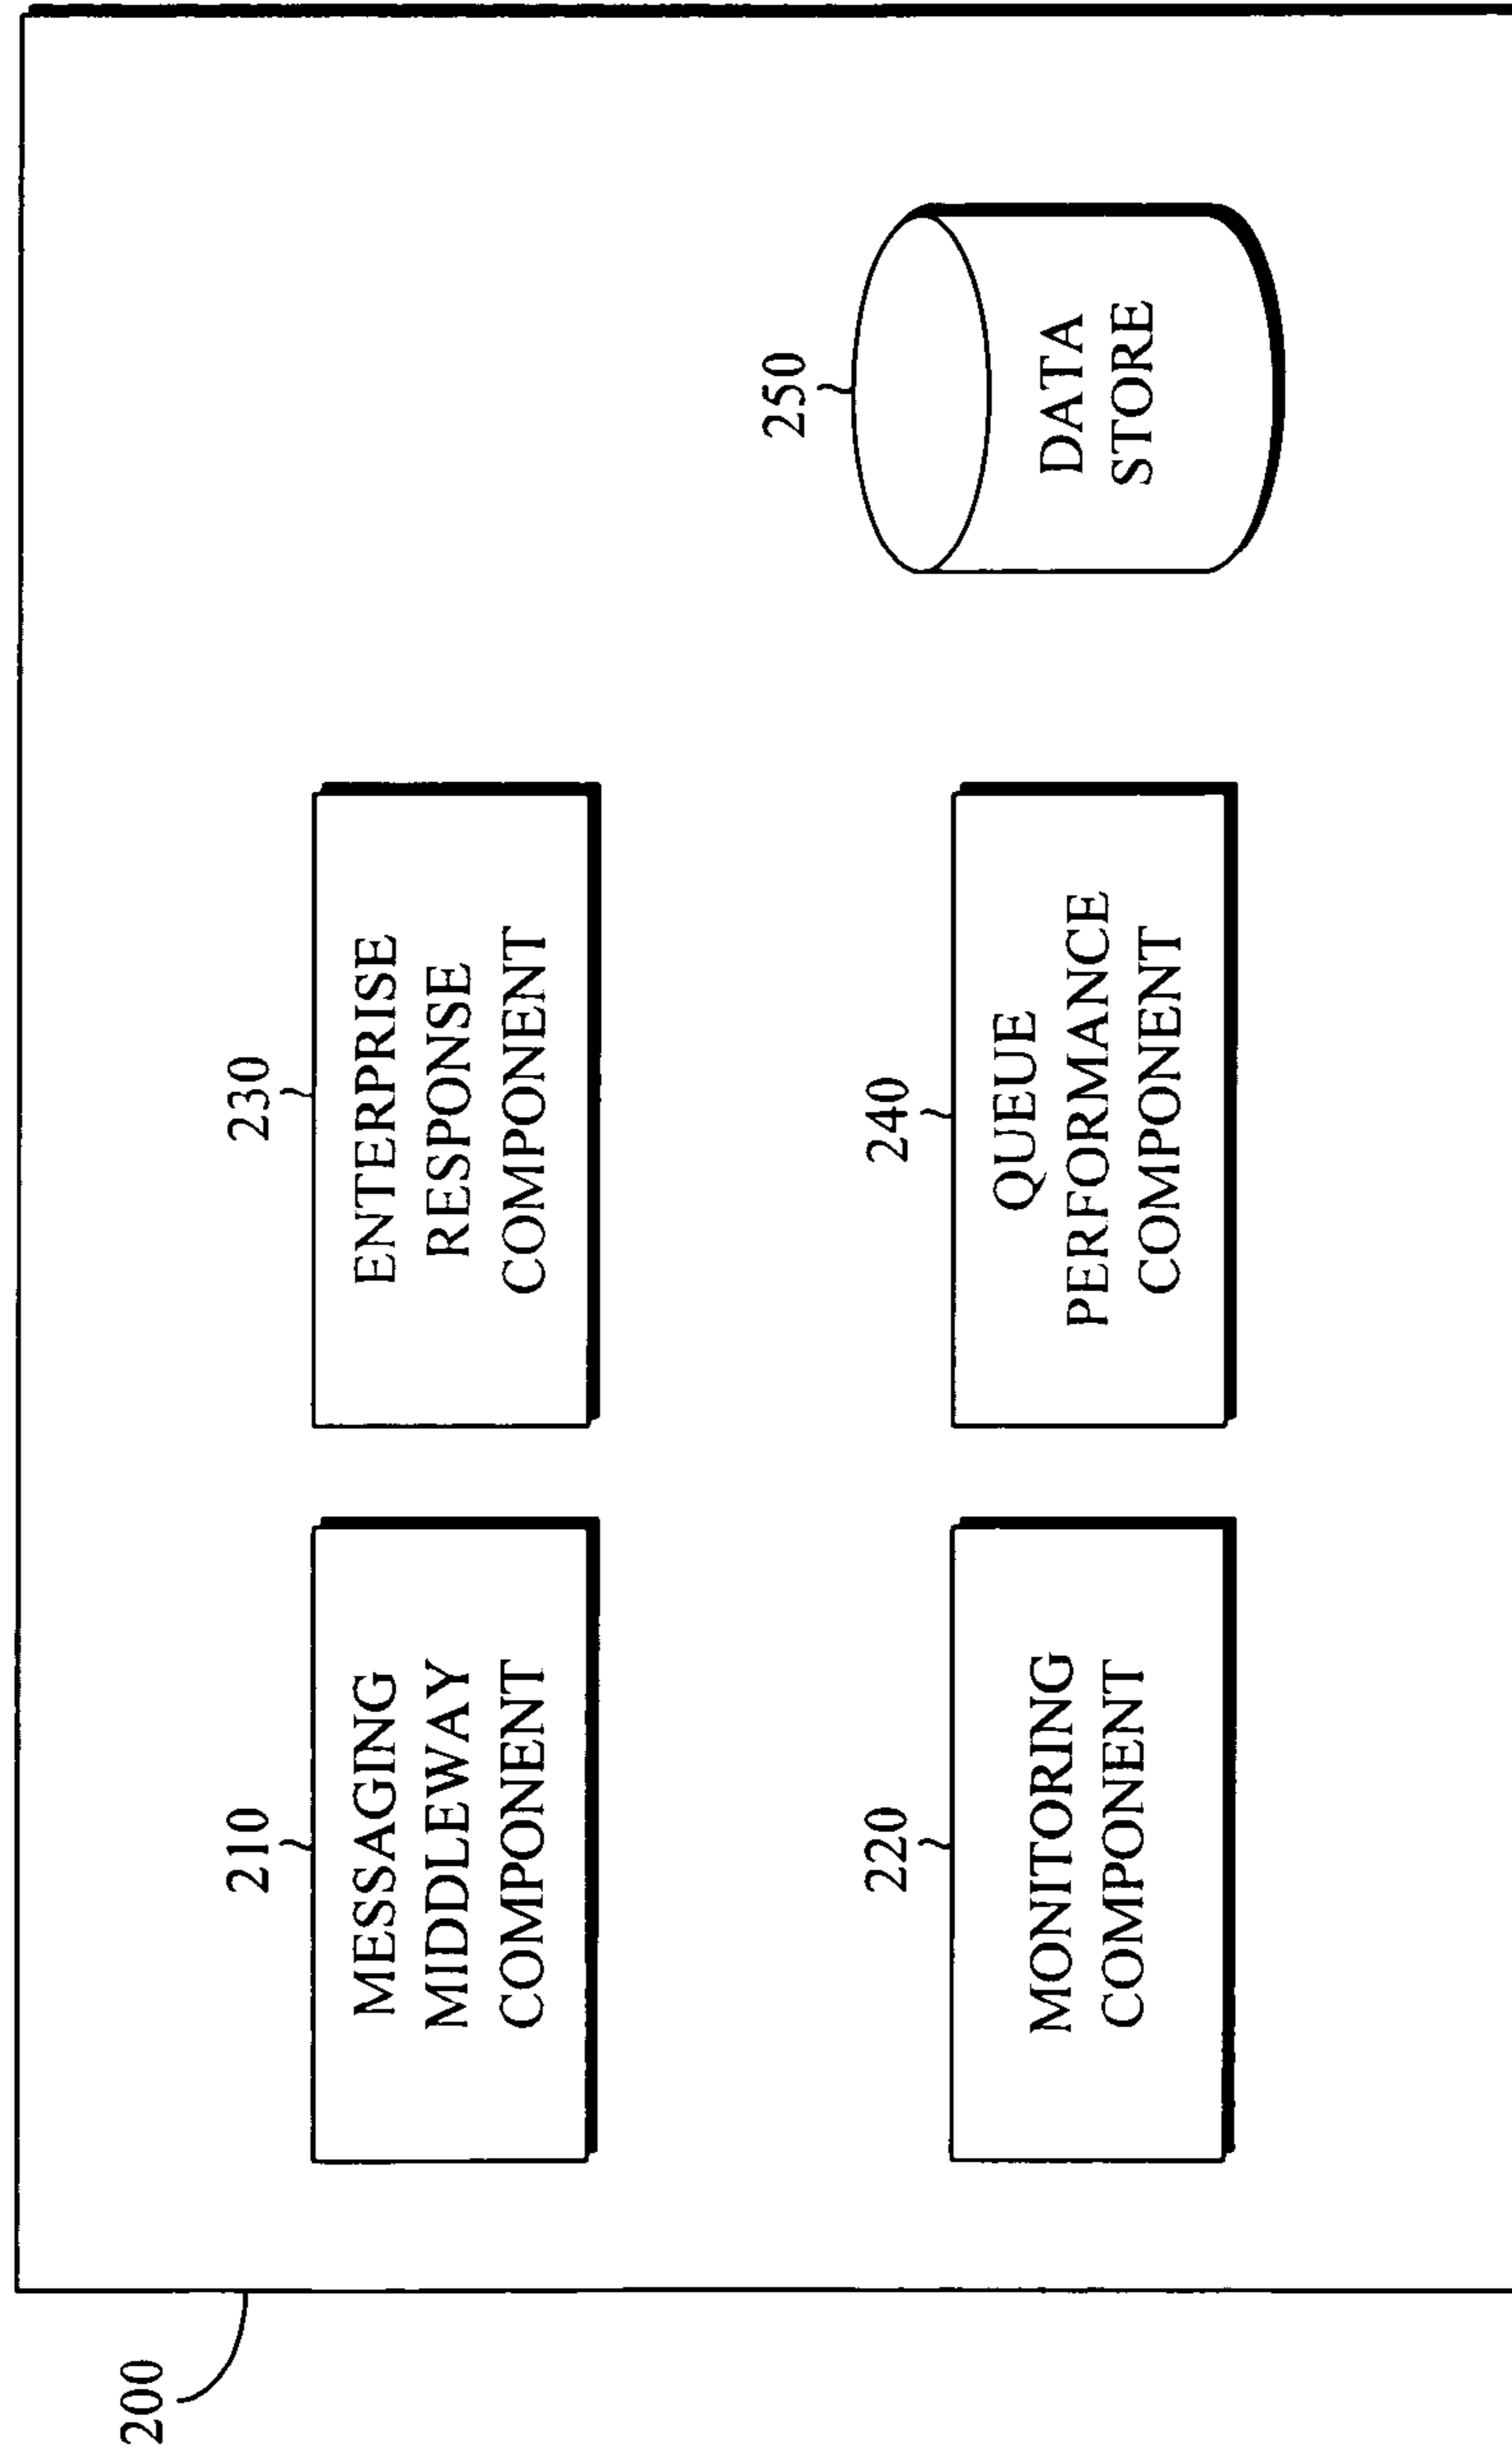 200
210
MESSAGING
MIDDLEWAY
COMPONENT
230
ENTERPRISE
RESPONSE
COMPONENT
220
MONITORING
COMPONENT
240
QUEUE
PERFORMANCE
COMPONENT
250
DATA
STORE